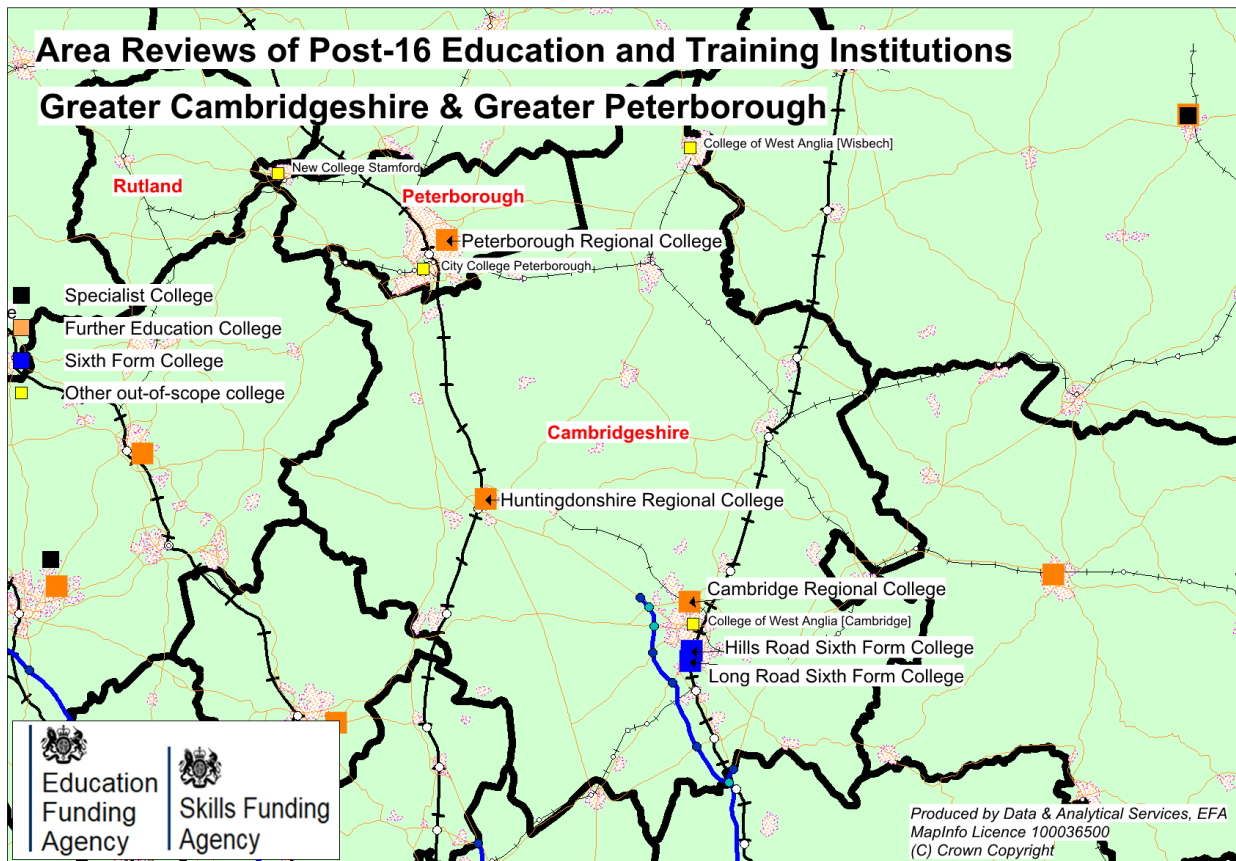 Area Reviews of Post-16 Education and Training Institutions
Greater Cambridgeshire & Greater Peterborough
College of West Anglia [Wisbech]
New College Stamford
Rutland
Peterborough
Peterborough Regional College
City College Peterborough
Specialist College
e
Further Education College
Sixth Form College
Other out-of-scope college
Cambridgeshire
Huntingdonshire Regional College
Cambridge Regional College
College of West Anglia [Cambridge]
Hills Road Sixth Form College
Long Road Sixth Form College
Education
Funding
Agency
Skills Funding
Agency
Produced by Data & Analytical Services, EFA
MapInfo Licence 100036500
(C) Crown Copyright